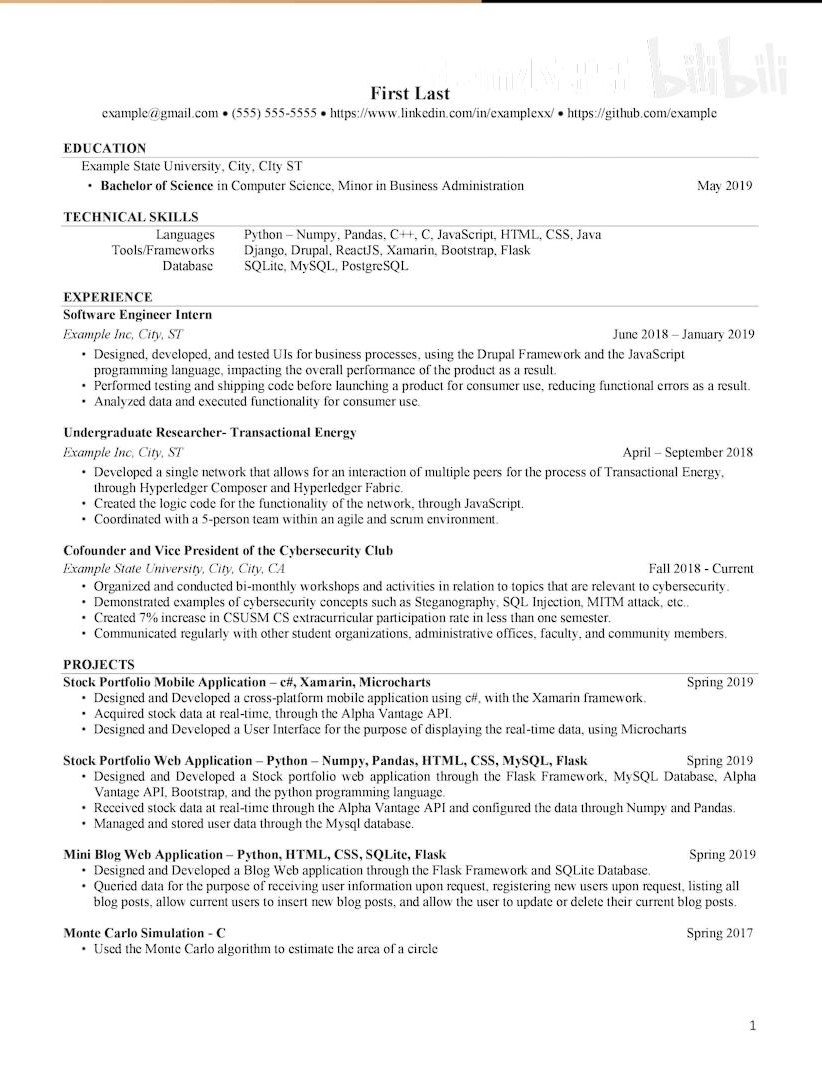 bilibili
First Last
example@gmail.com • (555) 555-5555 • https://www.linkedin.com/in/examplexx/ • https://github.com/example
EDUCATION
Example State University, City, CIty ST
• Bachelor of Science in Computer Science, Minor in Business Administration May 2019
TECHNICAL SKILLS
Languages Python – Numpy, Pandas, C++, C, JavaScript, HTML, CSS, Java
Tools/Frameworks Django, Drupal, ReactJS, Xamarin, Bootstrap, Flask
Database SQLite, MySQL, PostgreSQL
EXPERIENCE
Software Engineer Intern
Example Inc, City, ST June 2018 – January 2019
• Designed, developed, and tested UIs for business processes, using the Drupal Framework and the JavaScript
programming language, impacting the overall performance of the product as a result.
• Performed testing and shipping code before launching a product for consumer use, reducing functional errors as a result.
• Analyzed data and executed functionality for consumer use.
Undergraduate Researcher- Transactional Energy
Example Inc, City, ST April – September 2018
• Developed a single network that allows for an interaction of multiple peers for the process of Transactional Energy,
through Hyperledger Composer and Hyperledger Fabric.
• Created the logic code for the functionality of the network, through JavaScript.
• Coordinated with a 5-person team within an agile and scrum environment.
Cofounder and Vice President of the Cybersecurity Club
Example State University, City, City, CA Fall 2018 - Current
• Organized and conducted bi-monthly workshops and activities in relation to topics that are relevant to cybersecurity.
• Demonstrated examples of cybersecurity concepts such as Steganography, SQL Injection, MITM attack, etc..
• Created 7% increase in CSUSM CS extracurricular participation rate in less than one semester.
• Communicated regularly with other student organizations, administrative offices, faculty, and community members.
PROJECTS
Stock Portfolio Mobile Application – c#, Xamarin, Microcharts Spring 2019
• Designed and Developed a cross-platform mobile application using c#, with the Xamarin framework.
• Acquired stock data at real-time, through the Alpha Vantage API.
• Designed and Developed a User Interface for the purpose of displaying the real-time data, using Microcharts
Stock Portfolio Web Application – Python – Numpy, Pandas, HTML, CSS, MySQL, Flask Spring 2019
• Designed and Developed a Stock portfolio web application through the Flask Framework, MySQL Database, Alpha
Vantage API, Bootstrap, and the python programming language.
• Received stock data at real-time through the Alpha Vantage API and configured the data through Numpy and Pandas.
• Managed and stored user data through the Mysql database.
Mini Blog Web Application – Python, HTML, CSS, SQLite, Flask Spring 2019
• Designed and Developed a Blog Web application through the Flask Framework and SQLite Database.
• Queried data for the purpose of receiving user information upon request, registering new users upon request, listing all
blog posts, allow current users to insert new blog posts, and allow the user to update or delete their current blog posts.
Monte Carlo Simulation - C Spring 2017
• Used the Monte Carlo algorithm to estimate the area of a circle
1